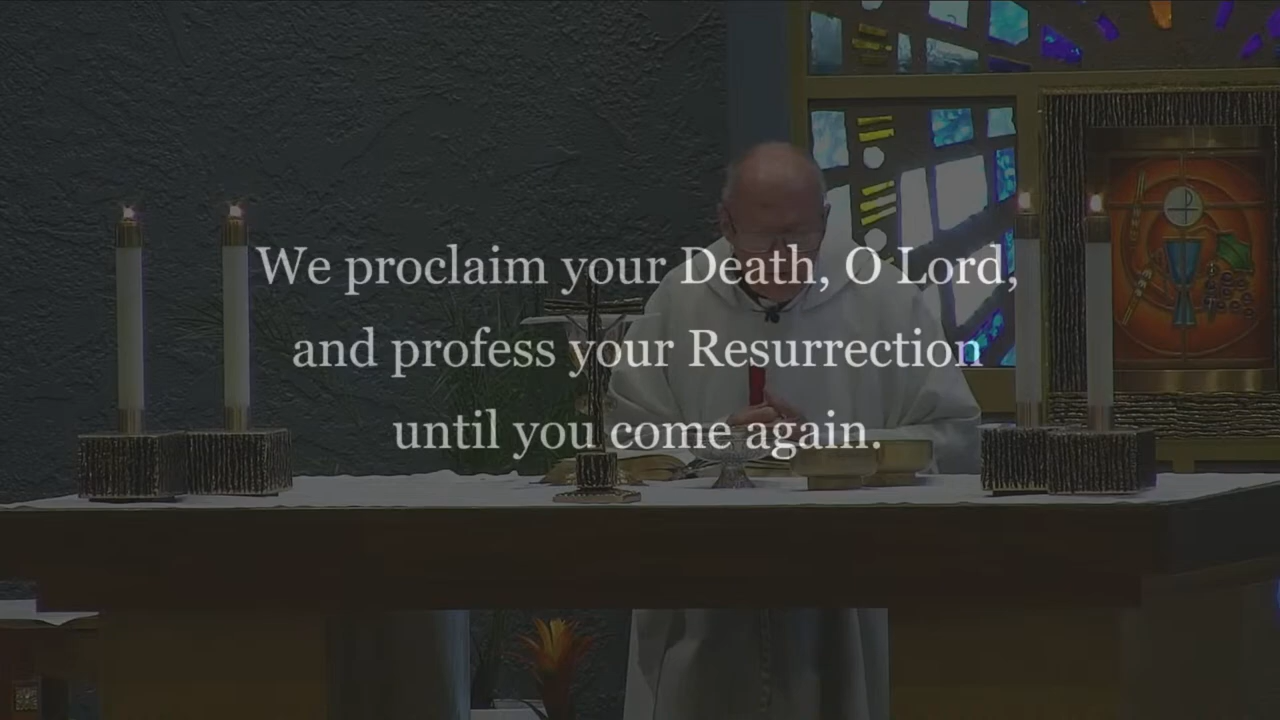 We proclaim your Death, O Lord,
and profess your Resurrection
until you come again.